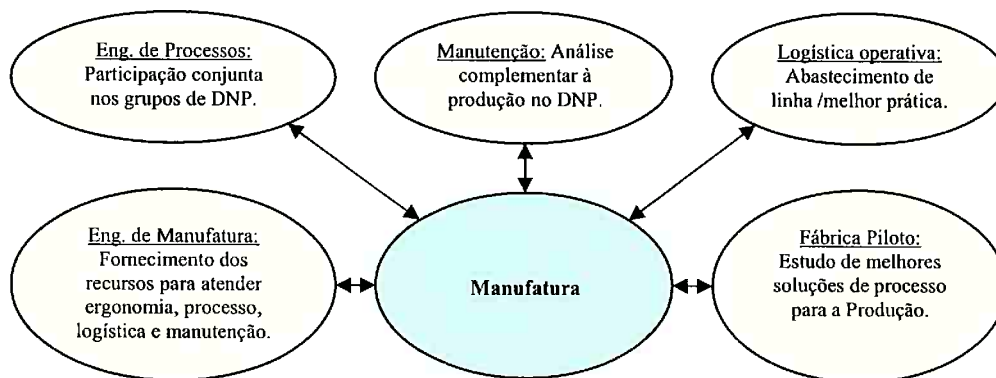 Eng. de Processos:
Participação conjunta
nos grupos de DNP.
Manutenção: Análise
complementar à
produção no DNP.
Logística operativa:
Abastecimento de
linha /melhor prática.
Eng. de Manufatura:
Fornecimento dos
recursos para atender
ergonomia, processo,
logística e manutenção.
Manufatura
Fábrica Piloto:
Estudo de melhores
soluções de processo
para a Produção.